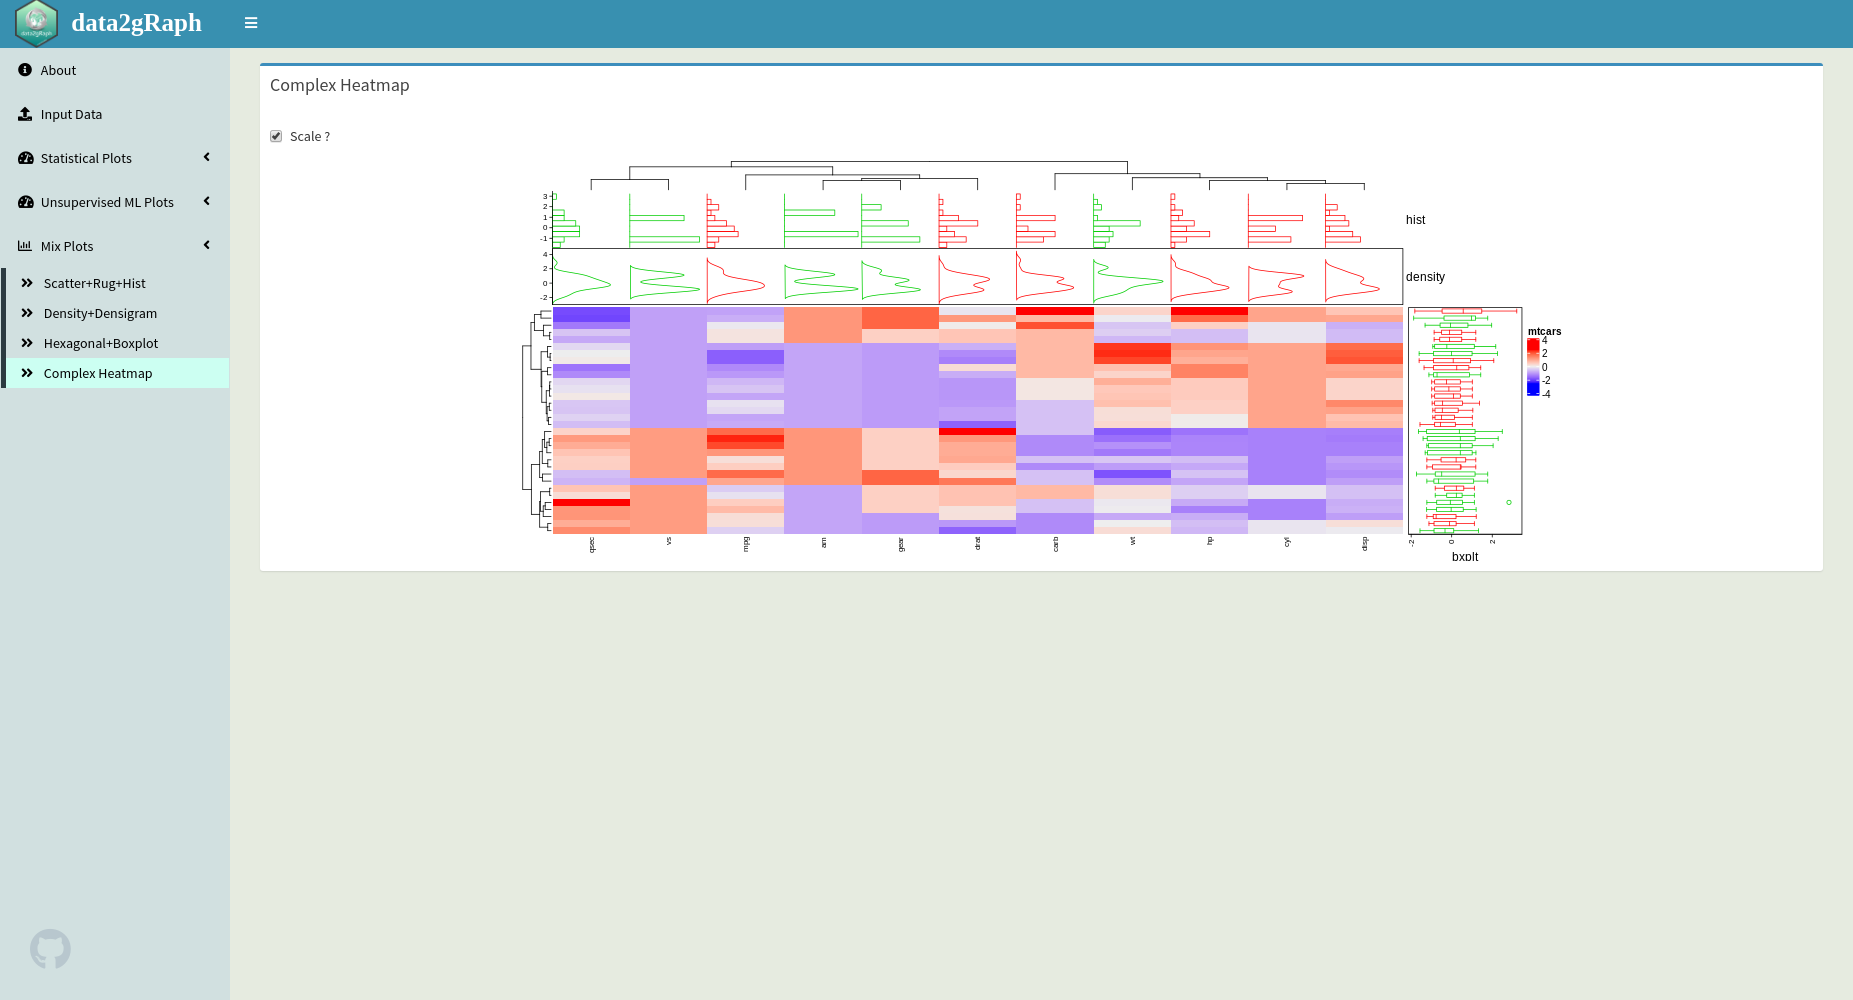 data2gRaph
data2gRaph
About
Input Data
Statistical Plots
Unsupervised ML Plots
Mix Plots
Scatter+Rug+Hist
Density+Densigram
Hexagonal+Boxplot
Complex Heatmap
Complex Heatmap
Scale ?
3
2
1
0
-1
hist
4
2
0
-2
density
mtcars
4
2
0
-2
-4
qsec
vs
mpg
am
gear
drat
carb
wt
hp
cyl
disp
-2
0
2
bxplt